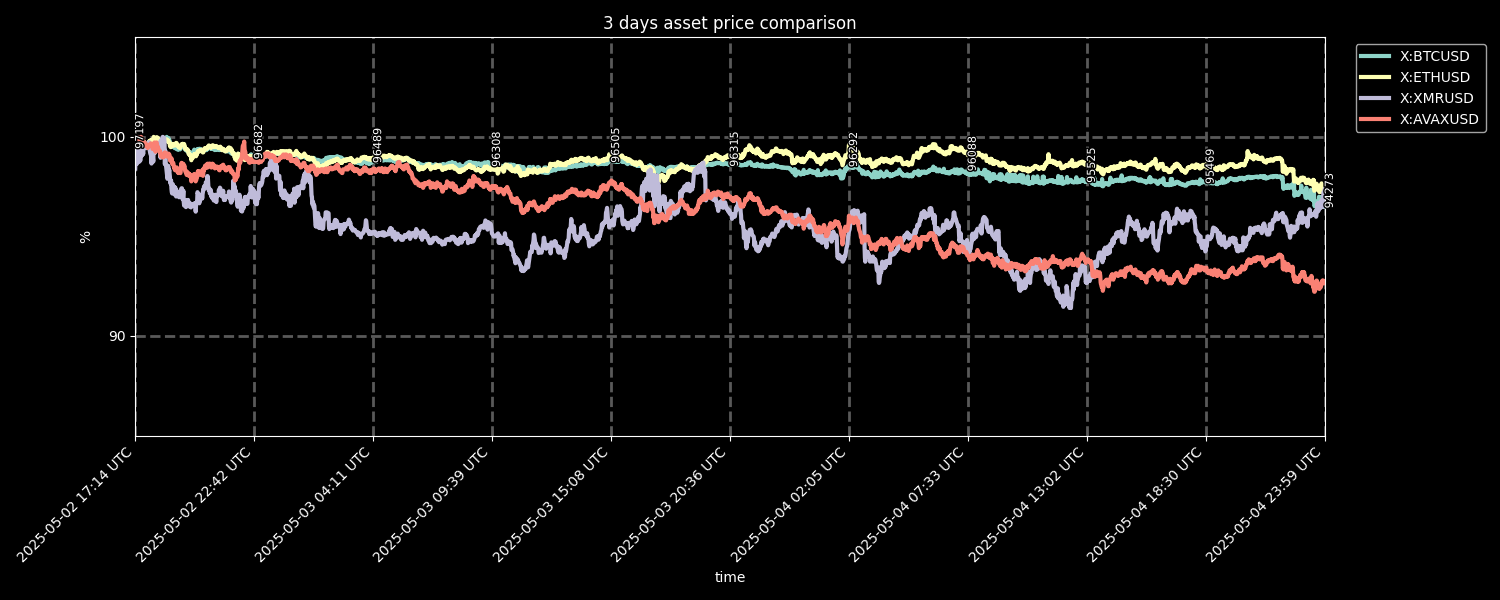 3 days asset price comparison
X:BTCUSD
X:ETHUSD
X:XMRUSD
X:AVAXUSD
100
90
%
97197
96682
96489
96308
96505
96315
96292
96088
95525
95469
94273
2025-05-02 17:14 UTC
2025-05-02 22:42 UTC
2025-05-03 04:11 UTC
2025-05-03 09:39 UTC
2025-05-03 15:08 UTC
2025-05-03 20:36 UTC
2025-05-04 02:05 UTC
2025-05-04 07:33 UTC
2025-05-04 13:02 UTC
2025-05-04 18:30 UTC
2025-05-04 23:59 UTC
time